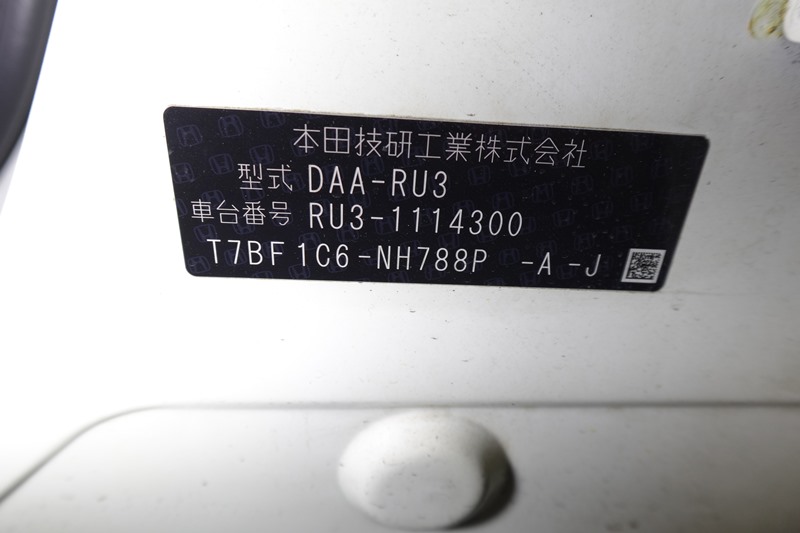 本田技研工業株式会社
型式 DAA-RU3
車台番号 RU3-1114300
T7BF1C6-NH788P -A -J